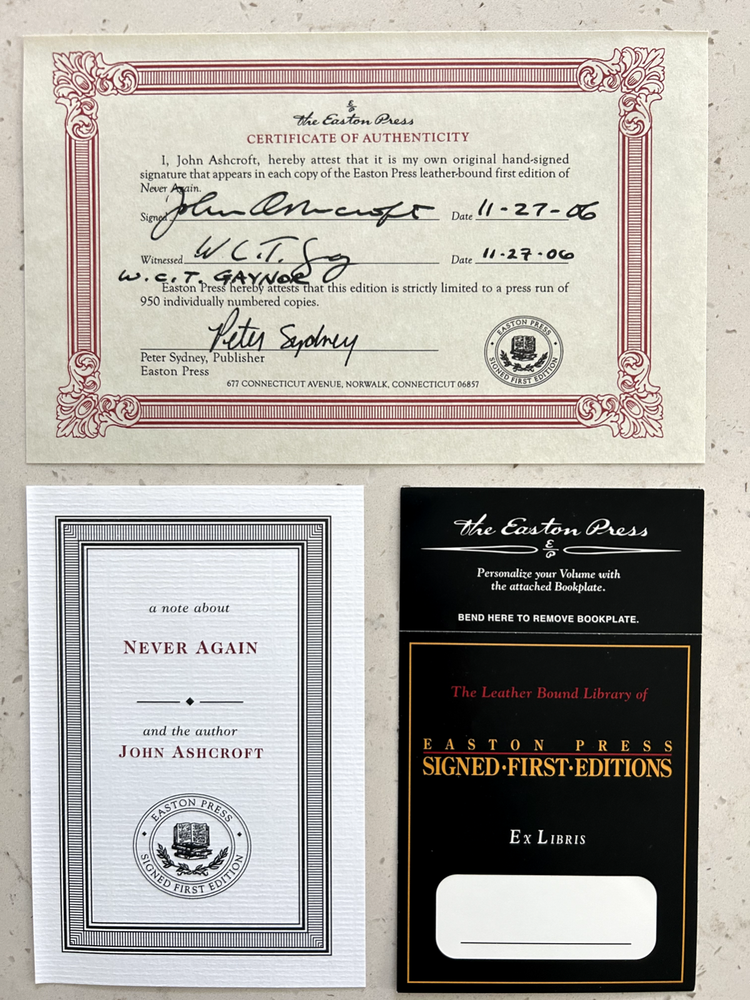 The Easton Press
CERTIFICATE OF AUTHENTICITY
I, John Ashcroft, hereby attest that it is my own original hand-signed
signature that appears in each copy of the Easton Press leather-bound first edition of
Never Again.
Signed John Ashcroft Date 11-27-06
Witnessed W.C.T. Date 11-27-06
W.C.T. GAYNOR
Easton Press hereby attests that this edition is strictly limited to a press run of
950 individually numbered copies.
Peter Sydney
Peter Sydney, Publisher
Easton Press
677 CONNECTICUT AVENUE, NORWALK, CONNECTICUT 06857
EASTON PRESS
SIGNED FIRST EDITION
a note about
NEVER AGAIN
and the author
JOHN ASHCROFT
EASTON PRESS
SIGNED FIRST EDITION
The Easton Press
E
P
Personalize your Volume with
the attached Bookplate.
BEND HERE TO REMOVE BOOKPLATE.
The Leather Bound Library of
EASTON PRESS
SIGNED·FIRST·EDITIONS
EX LIBRIS